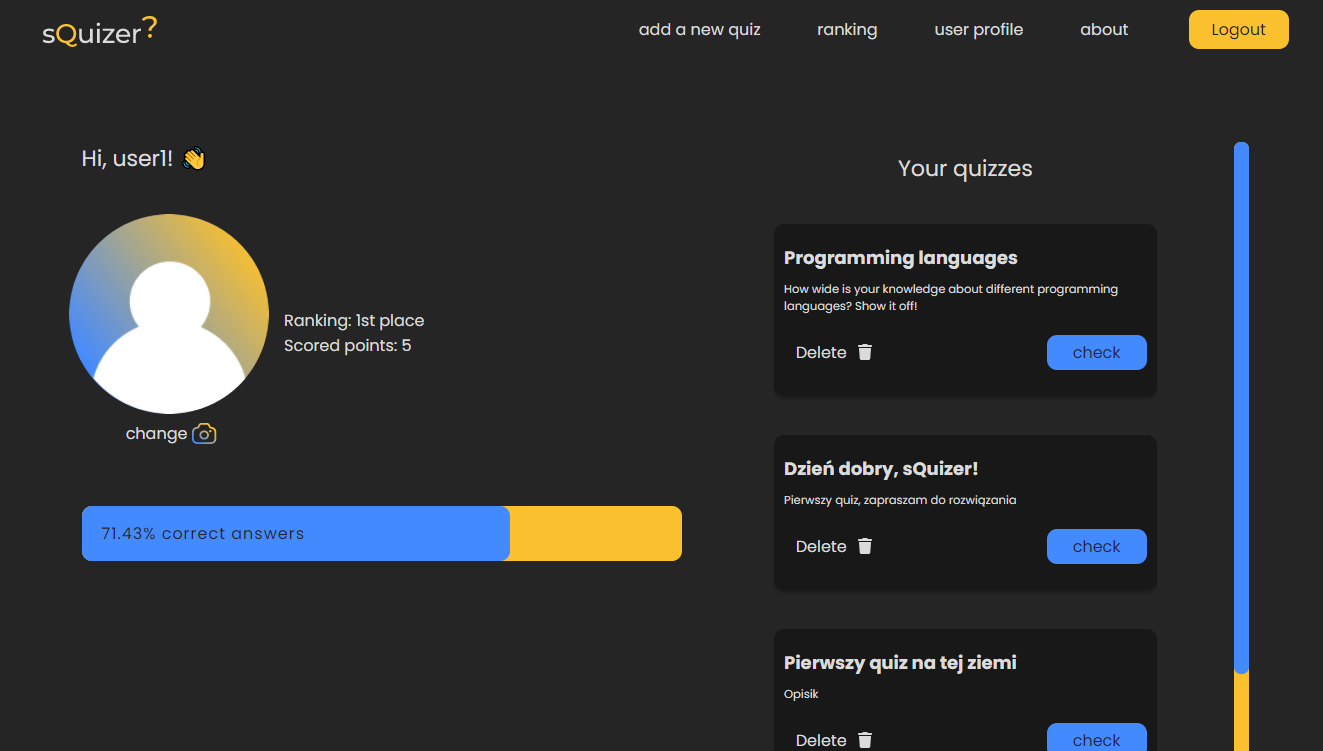 sQuizer?
add a new quiz
ranking
user profile
about
Logout
Hi, user1! 👋
Ranking: 1st place
Scored points: 5
change
71.43% correct answers
Your quizzes
Programming languages
How wide is your knowledge about different programming
languages? Show it off!
Delete
check
Dzień dobry, sQuizer!
Pierwszy quiz, zapraszam do rozwiązania
Delete
check
Pierwszy quiz na tej ziemi
Opisik
Delete
check